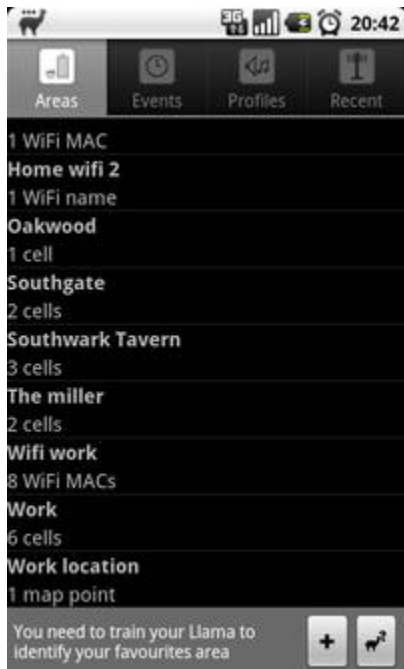 20:42
Areas Events Profiles Recent
1 WiFi MAC
Home wifi 2
1 WiFi name
Oakwood
1 cell
Southgate
2 cells
Southwark Tavern
3 cells
The miller
2 cells
Wifi work
8 WiFi MACs
Work
6 cells
Work location
1 map point
You need to train your Llama to
identify your favourites area